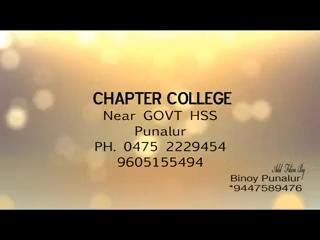 CHAPTER COLLEGE
Near GOVT HSS
Punalur
PH. 0475 2229454
9605155494
Binoy Punalur
*9447589476